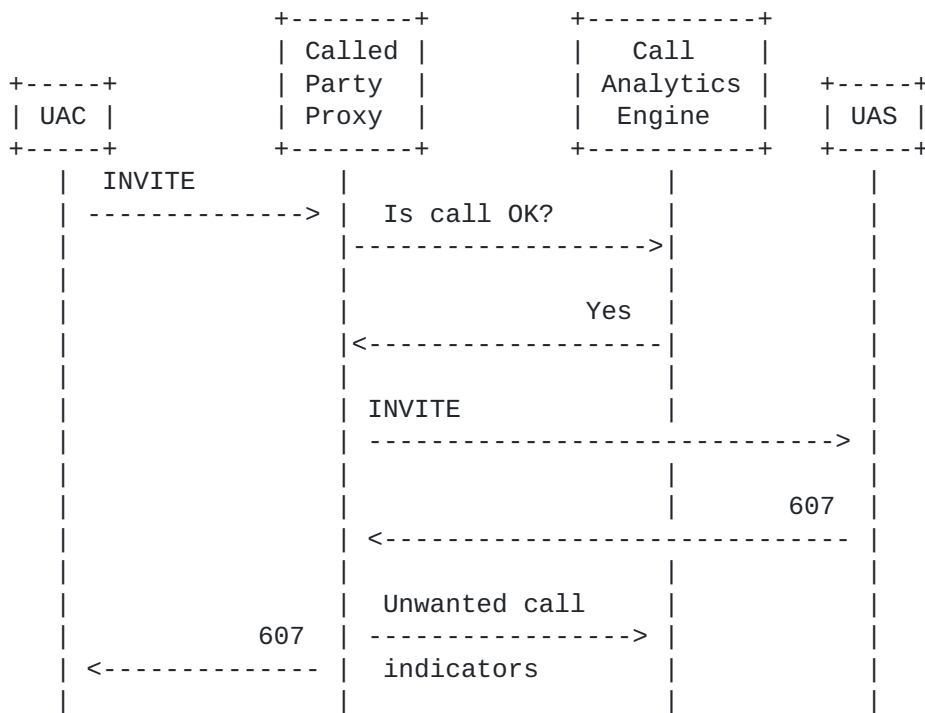 Called Call
Party Analytics
UAC Proxy Engine UAS
INVITE
Is call OK?
Yes
INVITE
607
Unwanted call
607
indicators